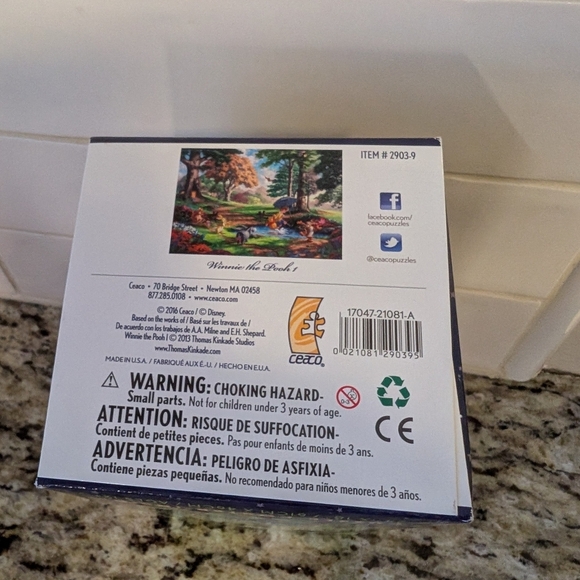 ITEM # 2903-9
facebook.com/
ceacopuzzles
@ceacopuzzles
Winnie the Pooh I
Ceaco • 70 Bridge Street • Newton MA 02458
877.285.0108 • www.ceaco.com
© 2016 Ceaco / © Disney.
Based on the works of / Basé sur les travaux de /
De acuerdo con los trabajos de A.A. Milne and E.H. Shepard.
Winnie the Pooh I © 2013 Thomas Kinkade Studios
www.ThomasKinkade.com
MADE IN U.S.A. / FABRIQUÉ AUX É.-U. / HECHO EN E.U.A.
ceaco
17047-21081-A
0 21081 29039 5
WARNING: CHOKING HAZARD-
Small parts. Not for children under 3 years of age.
0-3
ATTENTION: RISQUE DE SUFFOCATION-
Contient de petites pieces. Pas pour enfants de moins de 3 ans.
CE
ADVERTENCIA: PELIGRO DE ASFIXIA-
Contiene piezas pequeñas. No recomendado para niños menores de 3 años.